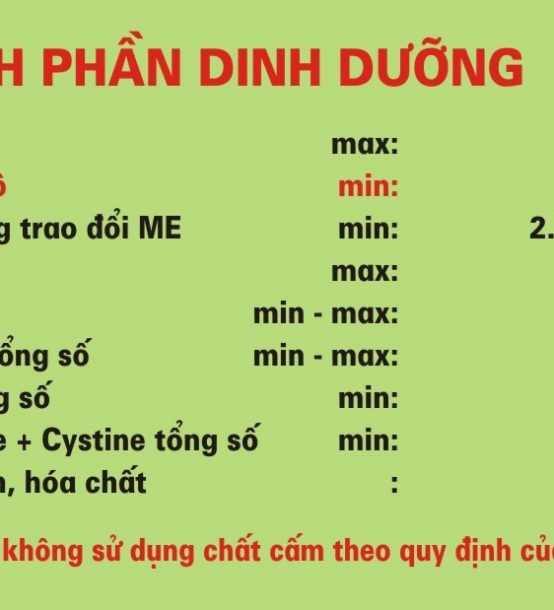 H PHẦN DINH DƯỠNG
max:
ô min:
g trao đổi ME min: 2.
max:
min - max:
ổng số min - max:
g số min:
e + Cystine tổng số min:
n, hóa chất :
không sử dụng chất cấm theo quy định của